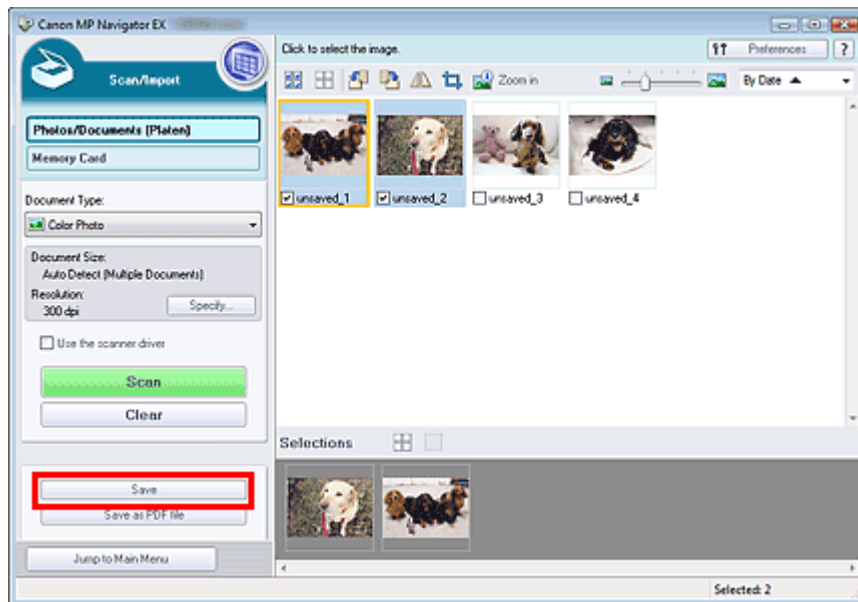 Canon MP Navigator EX
Scan/Import
Photos/Documents (Platen)
Memory Card
Document Type:
Color Photo
Document Size:
Auto Detect (Multiple Documents)
Resolution:
300 dpi
Specify...
Use the scanner driver
Scan
Clear
Save
Save as PDF file
Jump to Main Menu
Click to select the image.
Preferences
?
Zoom in
By Date
unsaved_1
unsaved_2
unsaved_3
unsaved_4
Selections
Selected: 2